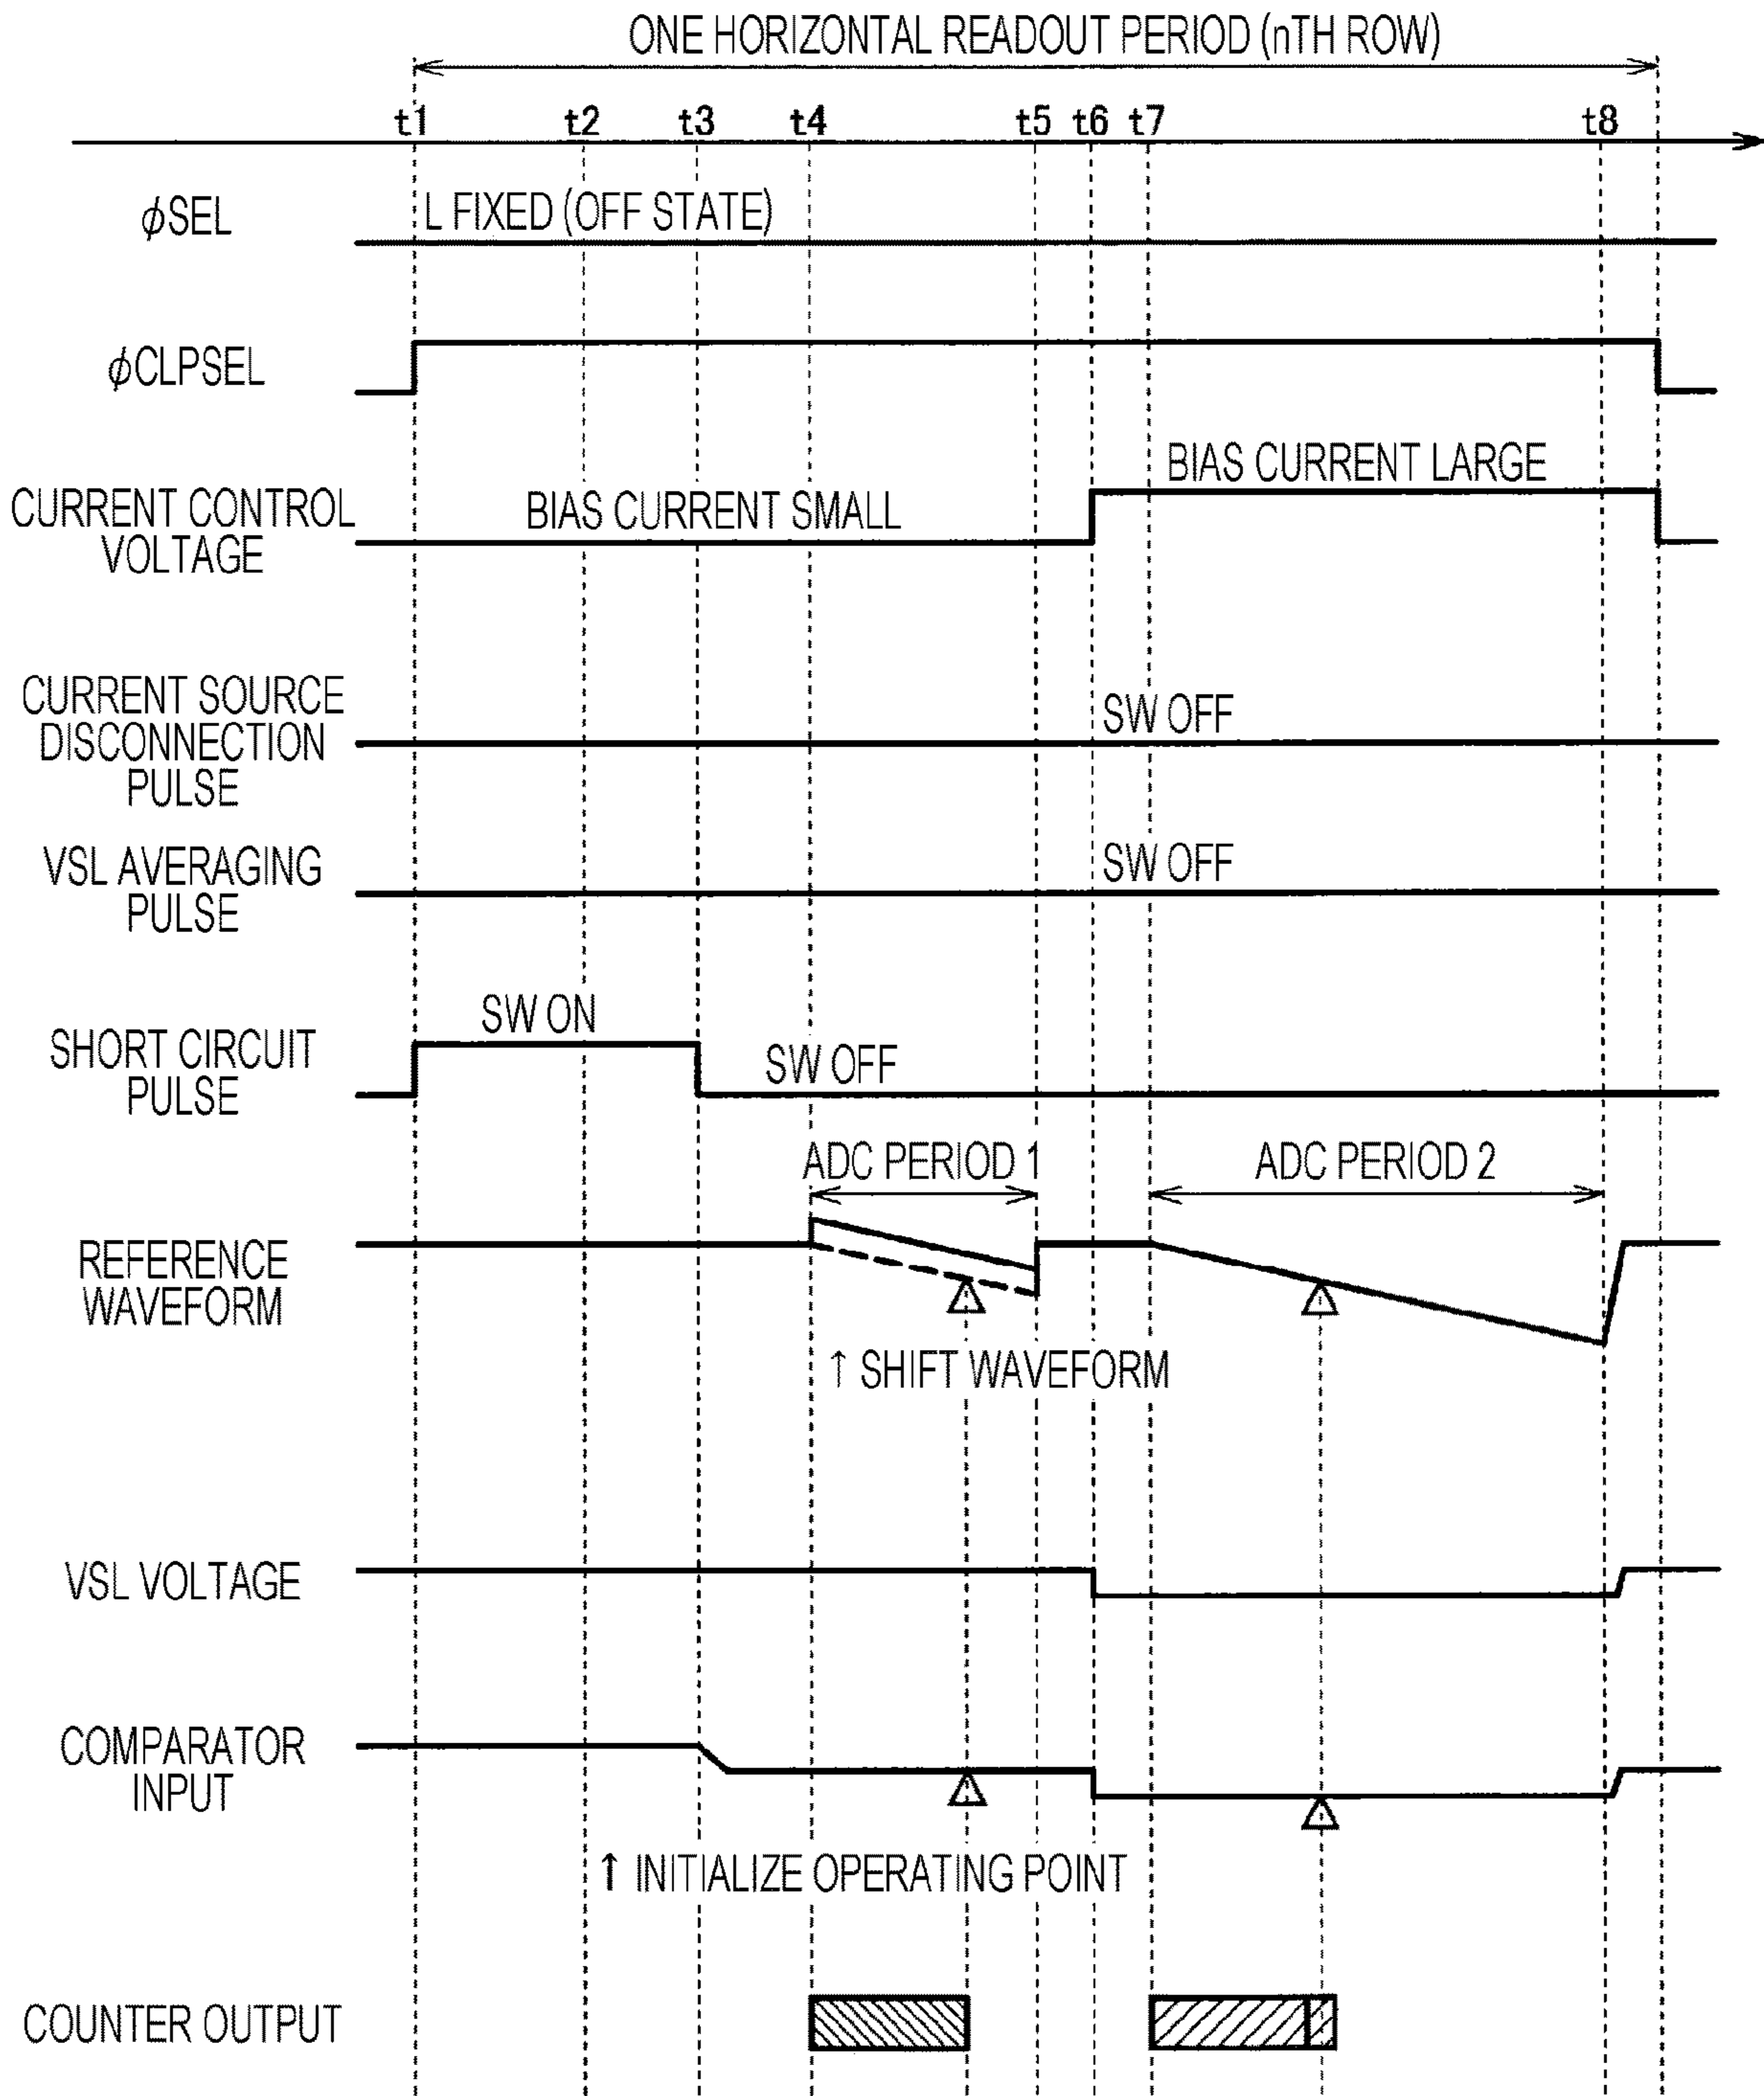 ONE HORIZONTAL READOUT PERIOD (nTH ROW)
t1 t2 t3 t4 t5 t6 t7 t8
ϕSEL
L FIXED (OFF STATE)
ϕCLPSEL
BIAS CURRENT LARGE
CURRENT CONTROL
VOLTAGE
BIAS CURRENT SMALL
CURRENT SOURCE
DISCONNECTION
PULSE
SW OFF
VSL AVERAGING
PULSE
SW OFF
SW ON
SHORT CIRCUIT
PULSE
SW OFF
ADC PERIOD 1
ADC PERIOD 2
REFERENCE
WAVEFORM
↑ SHIFT WAVEFORM
VSL VOLTAGE
COMPARATOR
INPUT
↑ INITIALIZE OPERATING POINT
COUNTER OUTPUT